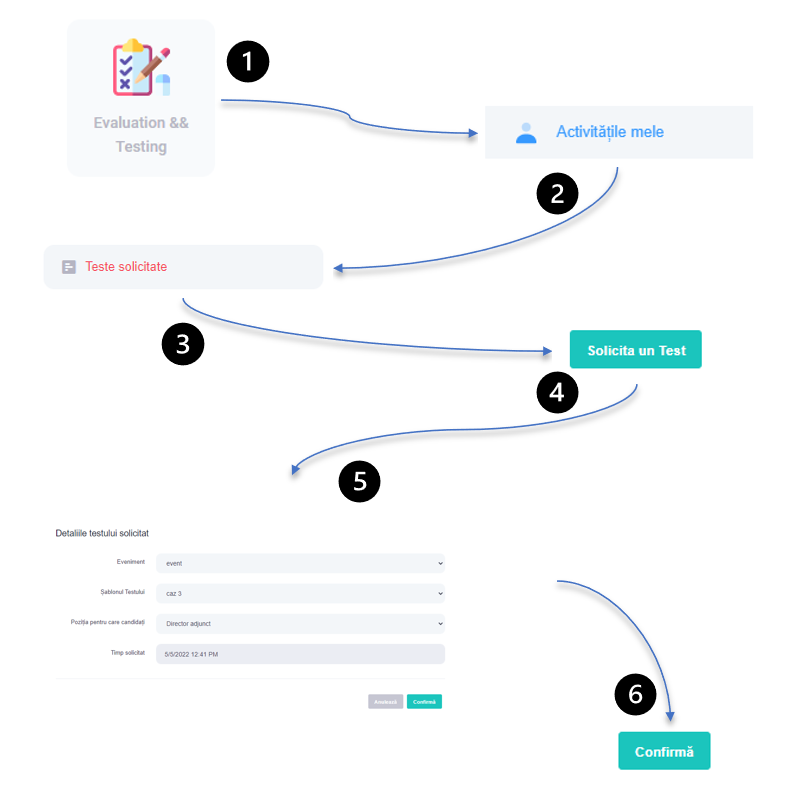 1
Evaluation &&
Testing
Activitățile mele
2
Teste solicitate
3
Solicita un Test
4
5
Detaliile testului solicitat
Eveniment event
Șablonul Testului caz 3
Poziția pentru care candidați Director adjunct
Timp solicitat 5/5/2022 12:41 PM
Anulează Confirmă
6
Confirmă